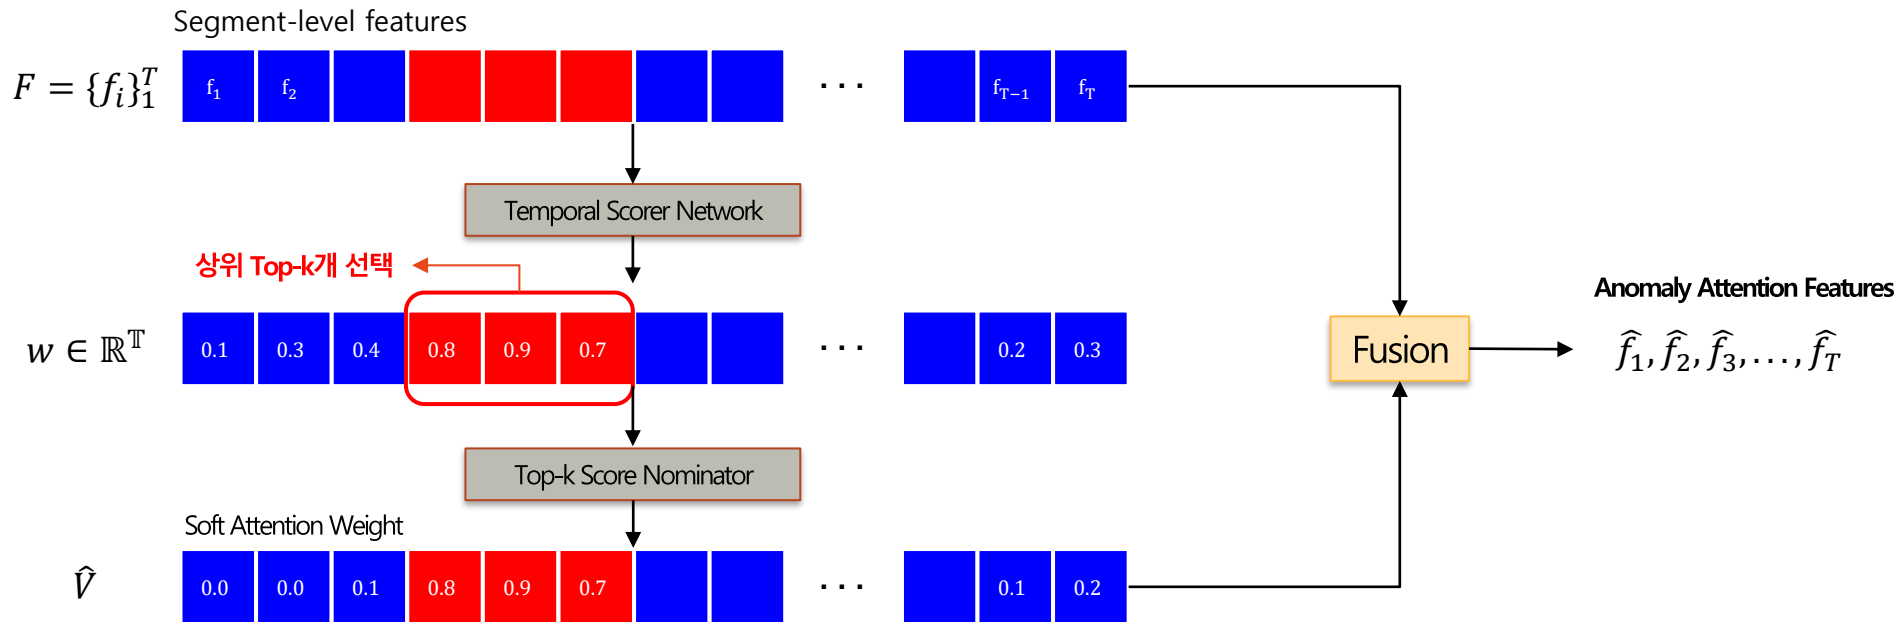 Segment-level features
F = {f_i}_1^T
f_1 f_2 . . . f_{T−1} f_T
Temporal Scorer Network
상위 Top-k개 선택
w ∈ ℝ^𝕋
0.1 0.3 0.4 0.8 0.9 0.7 . . . 0.2 0.3
Fusion
Anomaly Attention Features
f̂_1, f̂_2, f̂_3, . . . , f̂_T
Top-k Score Nominator
Soft Attention Weight
V̂
0.0 0.0 0.1 0.8 0.9 0.7 . . . 0.1 0.2